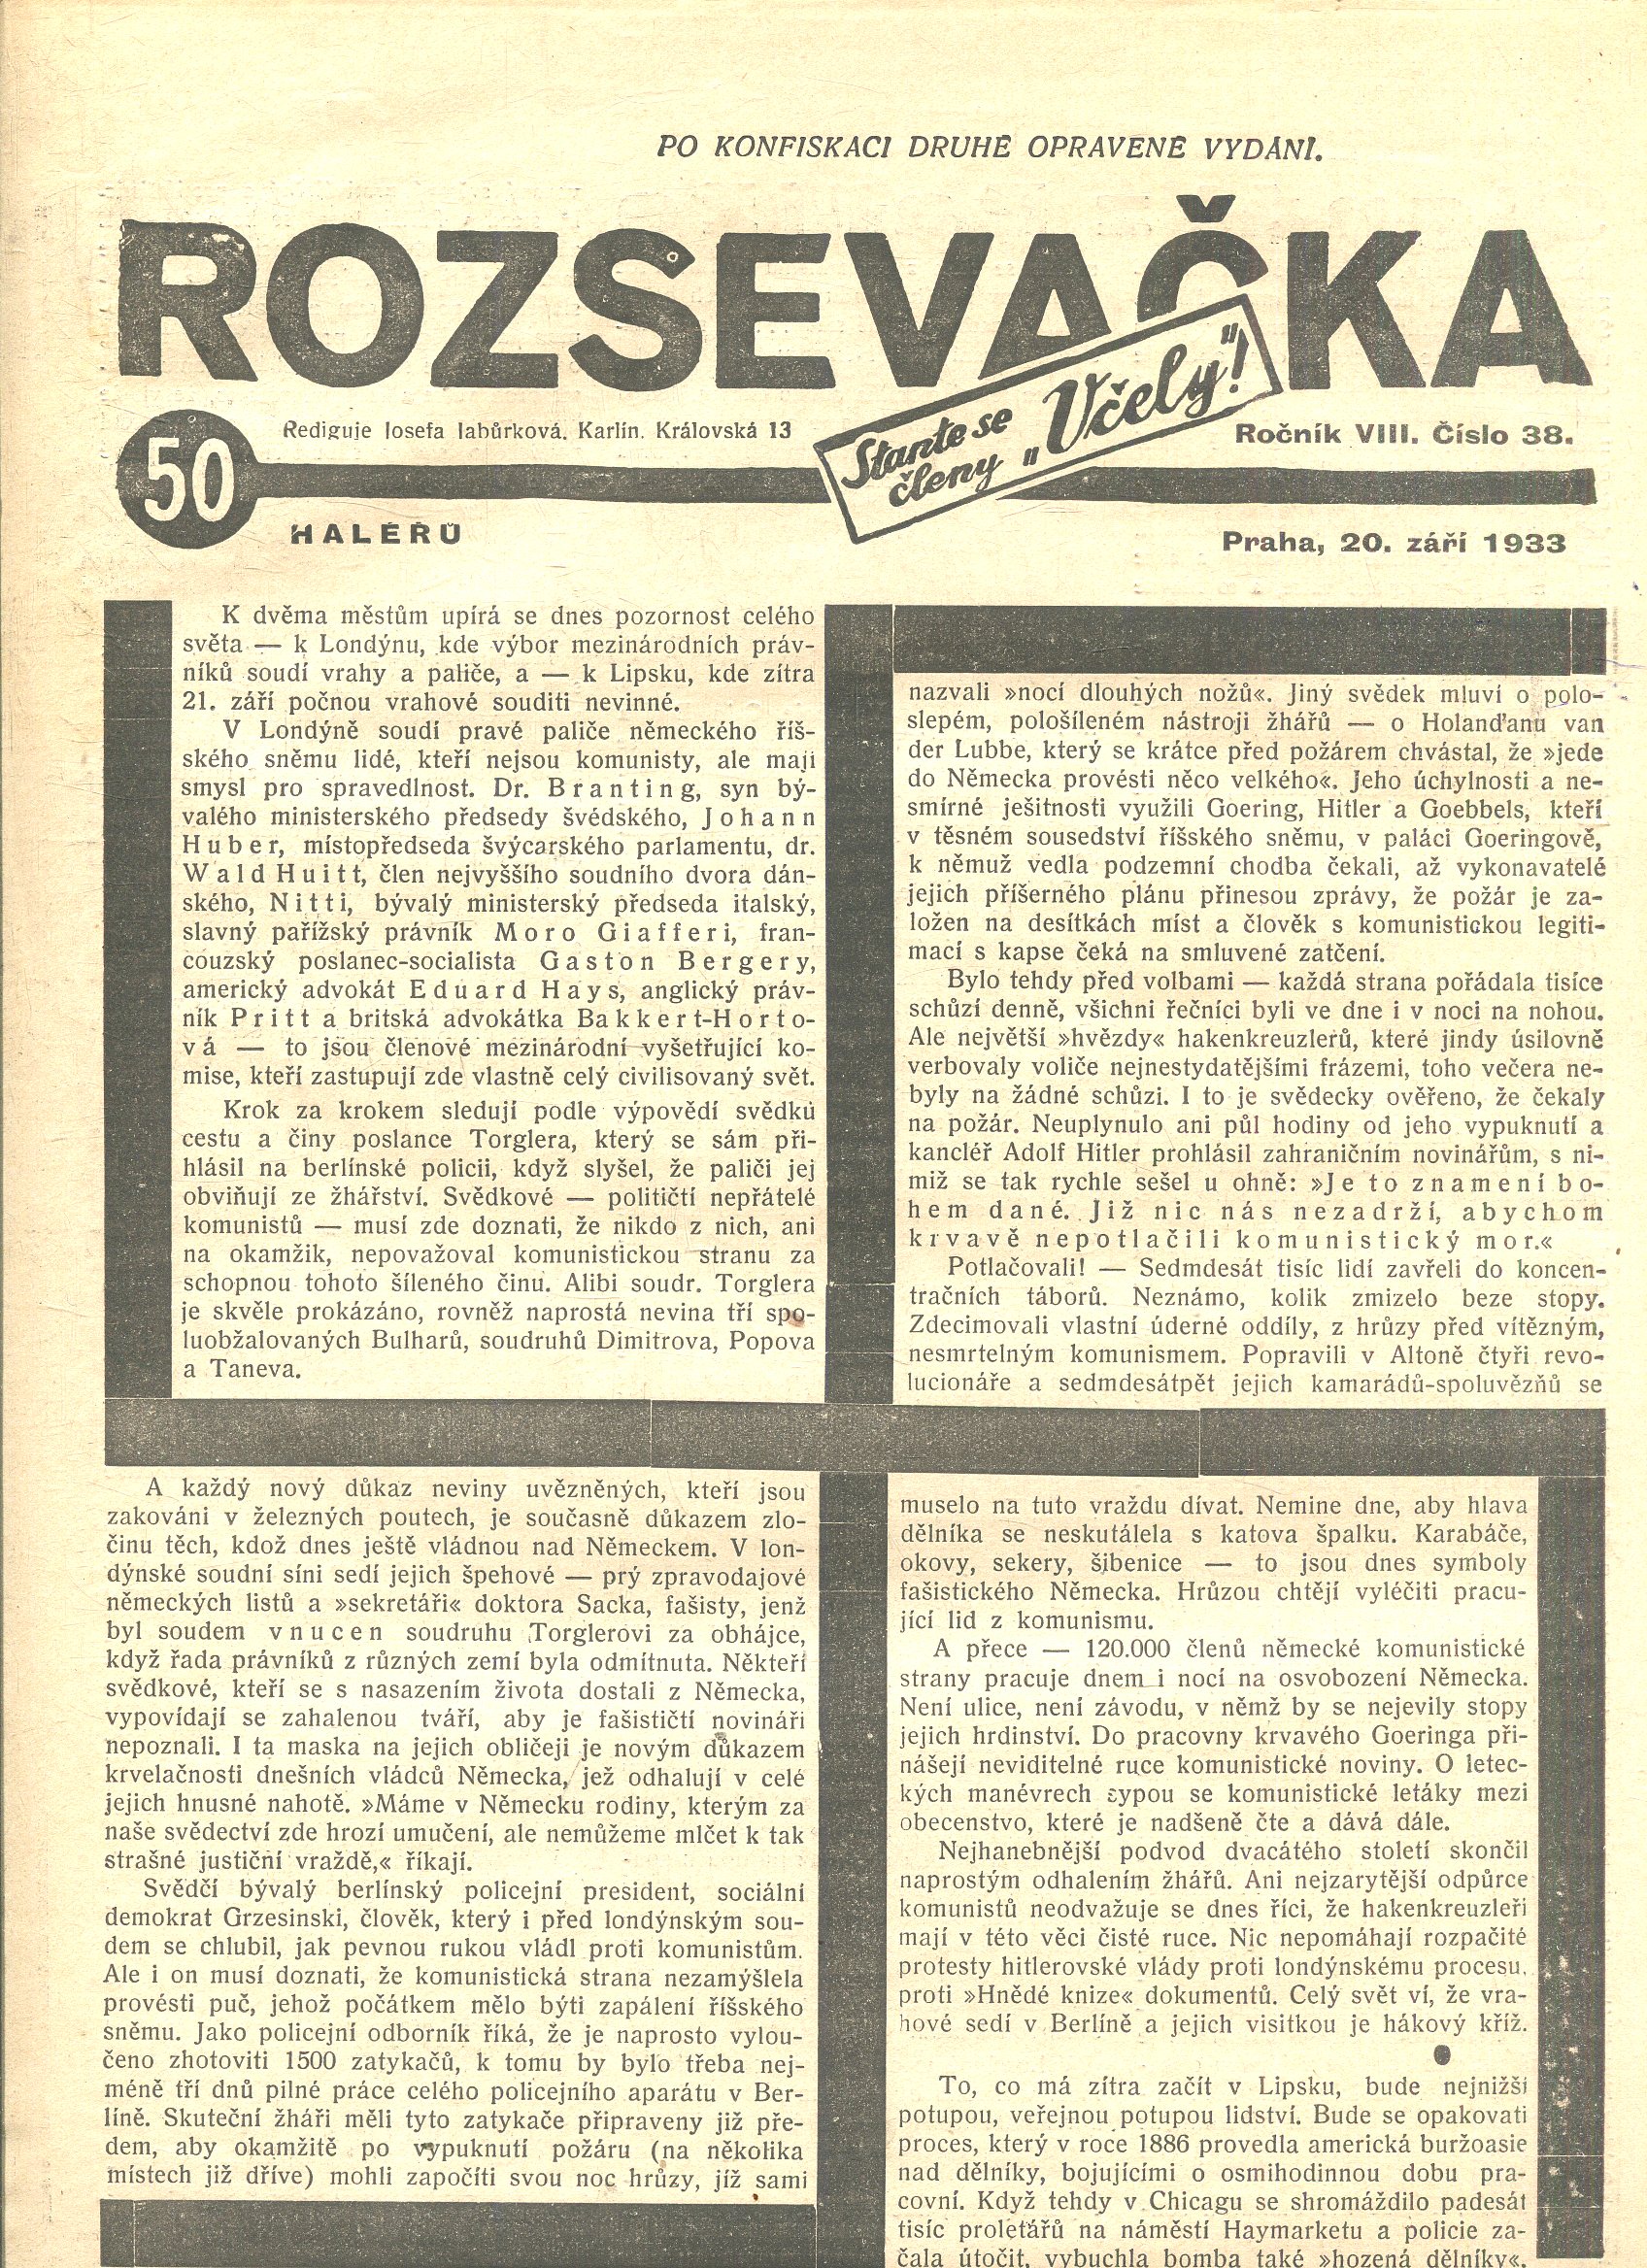 PO KONFISKACI DRUHÉ OPRAVENÉ VYDÁNÍ.
ROZSEVAČKA
Staňte se
členy „Včely“!
50
HALÉŘŮ
Rediguje Josefa Jabůrková, Karlín, Královská 13
Ročník VIII. Číslo 38.
Praha, 20. září 1933
K dvěma městům upírá se dnes pozornost celého
světa — k Londýnu, kde výbor mezinárodních práv-
níků soudí vrahy a paliče, a — k Lipsku, kde zítra
21. září počnou vrahové souditi nevinné.
V Londýně soudí pravé paliče německého říš-
ského sněmu lidé, kteří nejsou komunisty, ale mají
smysl pro spravedlnost. Dr. Branting, syn bý-
valého ministerského předsedy švédského, Johann
Huber, místopředseda švýcarského parlamentu, dr.
Wald Huitt, člen nejvyššího soudního dvora dán-
ského, Nitti, bývalý ministerský předseda italský,
slavný pařížský právník Moro Giafferi, fran-
couzský poslanec-socialista Gaston Bergery,
americký advokát Eduard Hays, anglický práv-
ník Pritt a britská advokátka Bakkert-Horto-
vá — to jsou členové mezinárodní vyšetřující ko-
mise, kteří zastupují zde vlastně celý civilisovaný svět.
Krok za krokem sledují podle výpovědí svědků
cestu a činy poslance Torglera, který se sám při-
hlásil na berlínské policii, když slyšel, že paliči jej
obviňují ze žhářství. Svědkové — političtí nepřátelé
komunistů — musí zde doznati, že nikdo z nich, ani
na okamžik, nepovažoval komunistickou stranu za
schopnou tohoto šíleného činu. Alibi soudr. Torglera
je skvěle prokázáno, rovněž naprostá nevina tří spo-
luobžalovaných Bulharů, soudruhů Dimitrova, Popova
a Taneva.
A každý nový důkaz neviny uvězněných, kteří jsou
zakováni v železných poutech, je současně důkazem zlo-
činu těch, kdož dnes ještě vládnou nad Německem. V lon-
dýnské soudní síni sedí jejich špehové — prý zpravodajové
německých listů a »sekretáři« doktora Sacka, fašisty, jenž
byl soudem vnucen soudruhu Torglerovi za obhájce,
když řada právníků z různých zemí byla odmítnuta. Někteří
svědkové, kteří se s nasazením života dostali z Německa,
vypovídají se zahalenou tváří, aby je fašističtí novináři
nepoznali. I ta maska na jejich obličeji je novým důkazem
krvelačnosti dnešních vládců Německa, jež odhalují v celé
jejich hnusné nahotě. »Máme v Německu rodiny, kterým za
naše svědectví zde hrozí umučení, ale nemůžeme mlčet k tak
strašné justiční vraždě,« říkají.
Svědčí bývalý berlínský policejní president, sociální
demokrat Grzesinski, člověk, který i před londýnským sou-
dem se chlubil, jak pevnou rukou vládl proti komunistům.
Ale i on musí doznati, že komunistická strana nezamýšlela
provésti puč, jehož počátkem mělo býti zapálení říšského
sněmu. Jako policejní odborník říká, že je naprosto vylou-
čeno zhotoviti 1500 zatykačů, k tomu by bylo třeba nej-
méně tří dnů pilné práce celého policejního aparátu v Ber-
líně. Skuteční žháři měli tyto zatykače připraveny již pře-
dem, aby okamžitě po vypuknutí požáru (na několika
místech již dříve) mohli započíti svou noc hrůzy, jíž sami
nazvali »nocí dlouhých nožů«. Jiný svědek mluví o polo-
slepém, pološíleném nástroji žhářů — o Holanďanu van
der Lubbe, který se krátce před požárem chvástal, že »jede
do Německa provésti něco velkého«. Jeho úchylnosti a ne-
smírné ješitnosti využili Goering, Hitler a Goebbels, kteří
v těsném sousedství říšského sněmu, v paláci Goeringově,
k němuž vedla podzemní chodba čekali, až vykonavatelé
jejich příšerného plánu přinesou zprávy, že požár je za-
ložen na desítkách míst a člověk s komunistickou legiti-
mací s kapse čeká na smluvené zatčení.
Bylo tehdy před volbami — každá strana pořádala tisíce
schůzí denně, všichni řečníci byli ve dne i v noci na nohou.
Ale největší »hvězdy« hakenkreuzlerů, které jindy úsilovně
verbovaly voliče nejnestydatějšími frázemi, toho večera ne-
byly na žádné schůzi. I to je svědecky ověřeno, že čekaly
na požár. Neuplynulo ani půl hodiny od jeho vypuknutí a
kancléř Adolf Hitler prohlásil zahraničním novinářům, s ni-
miž se tak rychle sešel u ohně: »Je to znamení bo-
hem dané. Již nic nás nezadrží, abychom
krvavě nepotlačili komunistický mor.«
Potlačovali! — Sedmdesát tisíc lidí zavřeli do koncen-
tračních táborů. Neznámo, kolik zmizelo beze stopy.
Zdecimovali vlastní úderné oddíly, z hrůzy před vítězným,
nesmrtelným komunismem. Popravili v Altoně čtyři revo-
lucionáře a sedmdesátpět jejich kamarádů-spoluvězňů se
muselo na tuto vraždu dívat. Nemine dne, aby hlava
dělníka se neskutálela s katova špalku. Karabáče,
okovy, sekery, šibenice — to jsou dnes symboly
fašistického Německa. Hrůzou chtějí vyléčiti pracu-
jící lid z komunismu.
A přece — 120.000 členů německé komunistické
strany pracuje dnem i nocí na osvobození Německa.
Není ulice, není závodu, v němž by se nejevily stopy
jejich hrdinství. Do pracovny krvavého Goeringa při-
nášejí neviditelné ruce komunistické noviny. O letec-
kých manévrech sypou se komunistické letáky mezi
obecenstvo, které je nadšeně čte a dává dále.
Nejhanebnější podvod dvacátého století skončil
naprostým odhalením žhářů. Ani nejzarytější odpůrce
komunistů neodvažuje se dnes říci, že hakenkreuzleři
mají v této věci čisté ruce. Nic nepomáhají rozpačité
protesty hitlerovské vlády proti londýnskému procesu,
proti »Hnědé knize« dokumentů. Celý svět ví, že vra-
hové sedí v Berlíně a jejich visitkou je hákový kříž.
To, co má zítra začít v Lipsku, bude nejnižší
potupou, veřejnou potupou lidství. Bude se opakovati
proces, který v roce 1886 provedla americká buržoasie
nad dělníky, bojujícími o osmihodinnou dobu pra-
covní. Když tehdy v Chicagu se shromáždilo padesát
tisíc proletářů na náměstí Haymarketu a policie za-
čala útočit, vybuchla bomba také »hozená dělníky«.